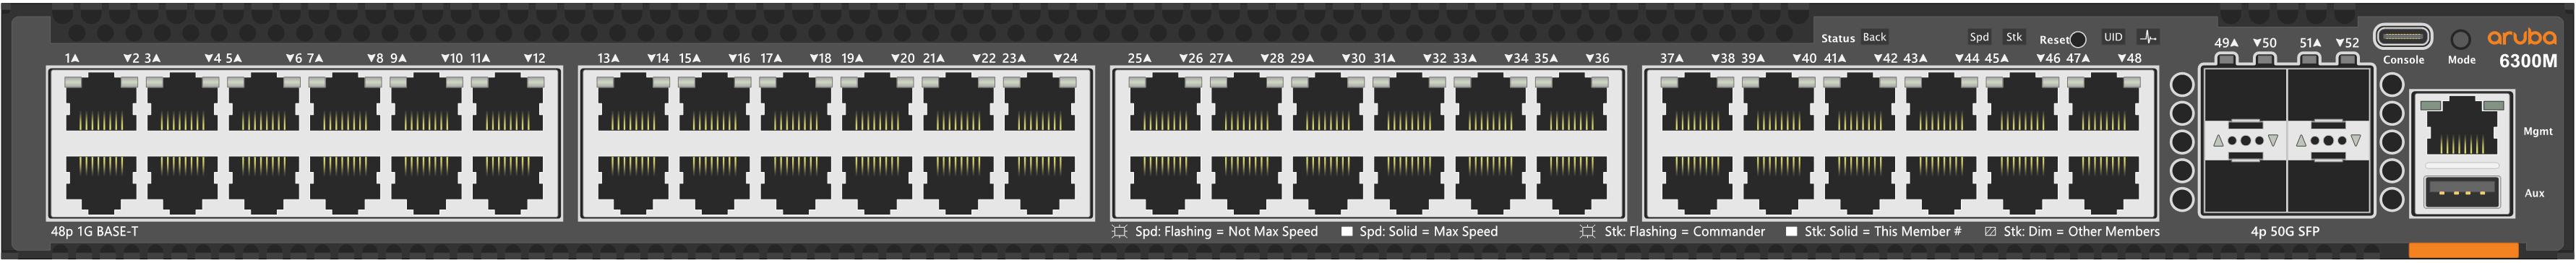 Status Back Spd Stk Reset UID
aruba
6300M
1▲ ▼2 3▲ ▼4 5▲ ▼6 7▲ ▼8 9▲ ▼10 11▲ ▼12
13▲ ▼14 15▲ ▼16 17▲ ▼18 19▲ ▼20 21▲ ▼22 23▲ ▼24
25▲ ▼26 27▲ ▼28 29▲ ▼30 31▲ ▼32 33▲ ▼34 35▲ ▼36
37▲ ▼38 39▲ ▼40 41▲ ▼42 43▲ ▼44 45▲ ▼46 47▲ ▼48
49▲ ▼50 51▲ ▼52
Console Mode
Mgmt
Aux
48p 1G BASE-T
Spd: Flashing = Not Max Speed Spd: Solid = Max Speed Stk: Flashing = Commander Stk: Solid = This Member # Stk: Dim = Other Members
4p 50G SFP